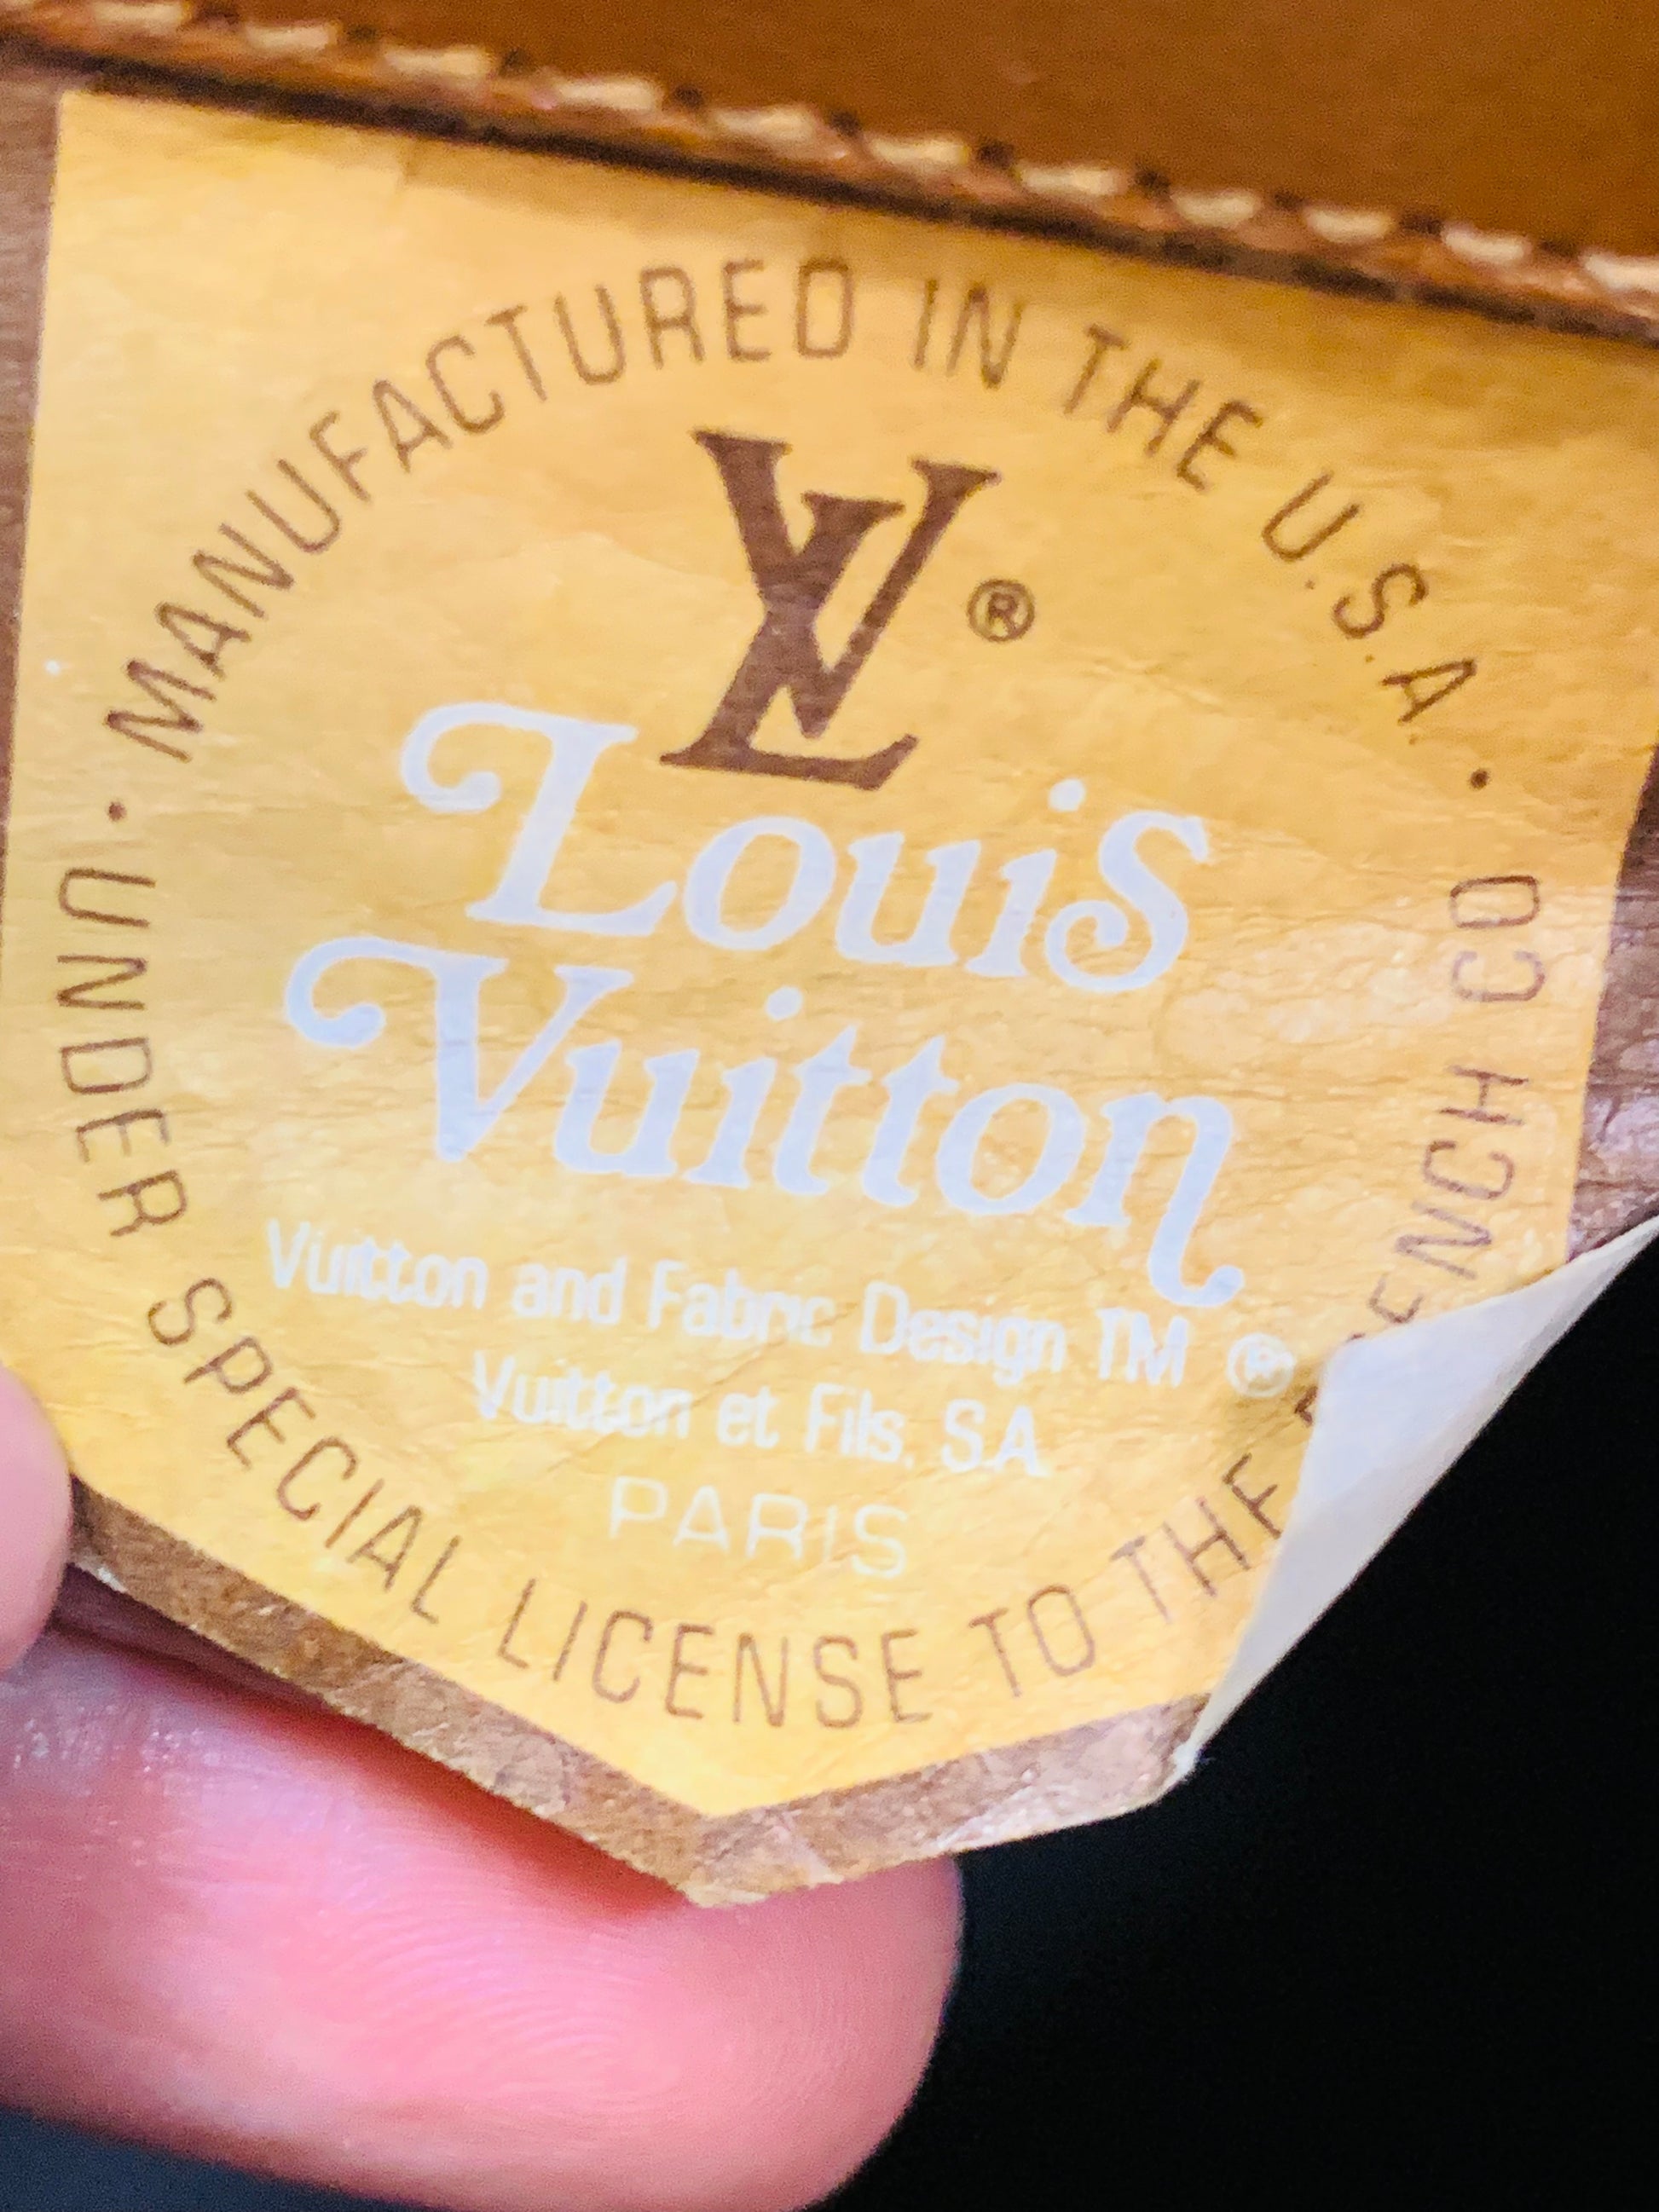 • MANUFACTURED IN THE U.S.A. •
LV ®
Louis
Vuitton
Vuitton and Fabric Design TM ®
Vuitton et Fils, S.A
PARIS
UNDER SPECIAL LICENSE TO THE ENCH CO